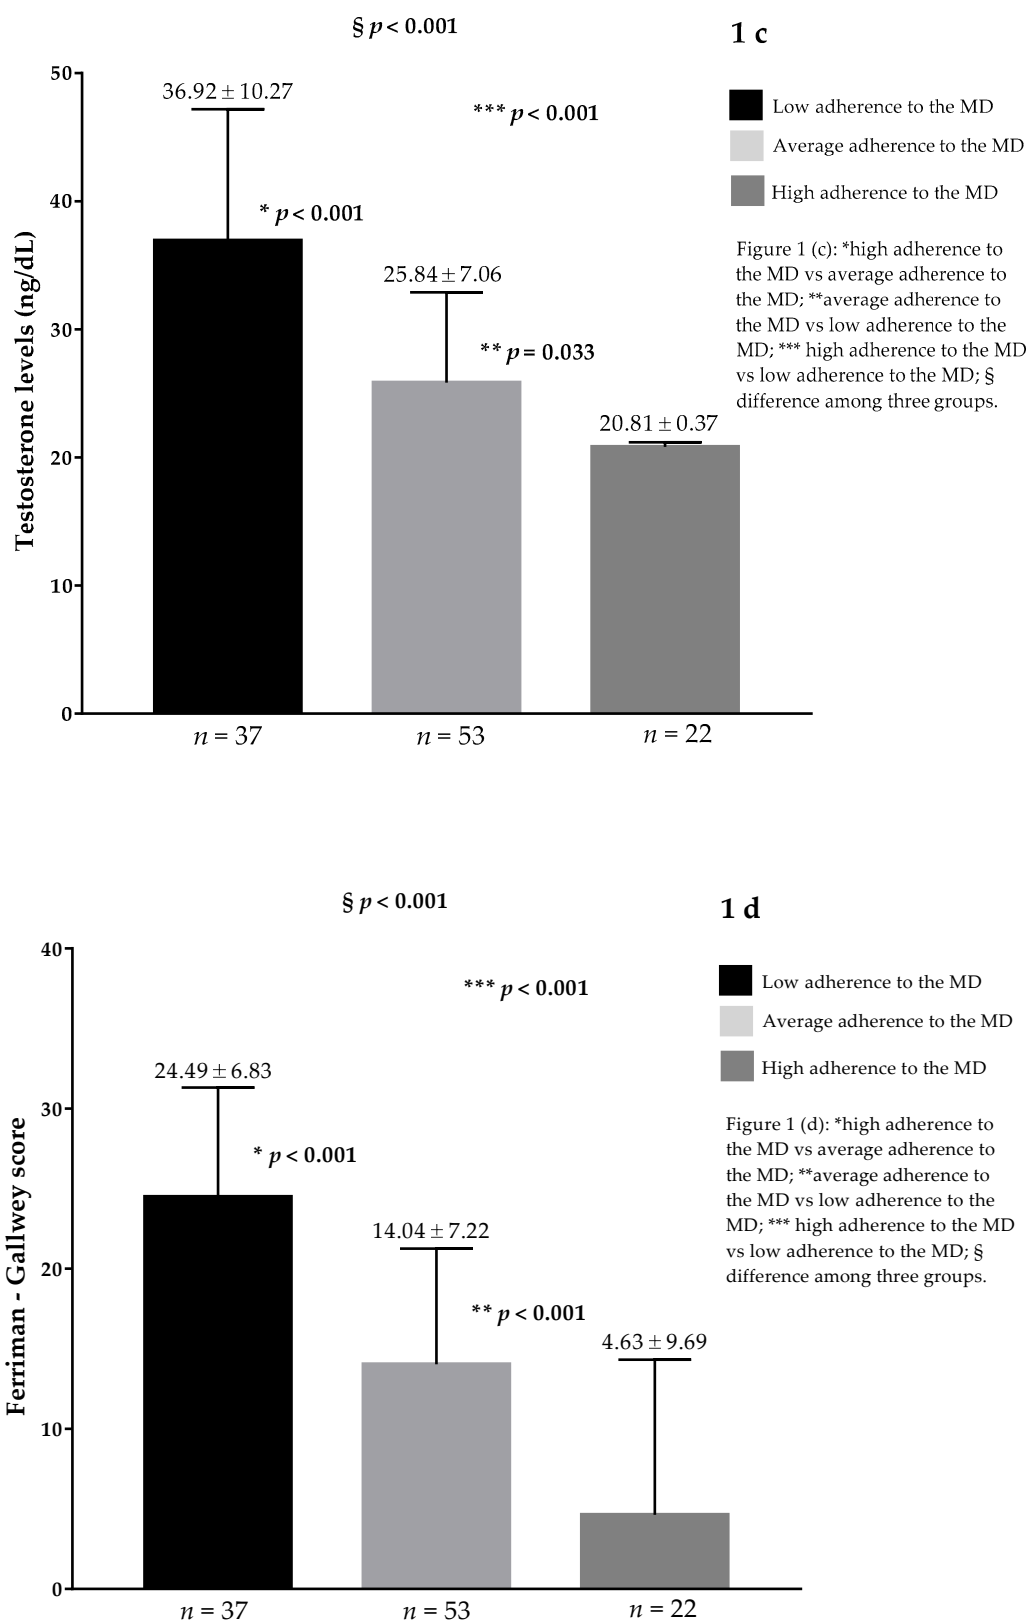 § p < 0.001
1 c
50
36.92 ± 10.27
*** p < 0.001
Low adherence to the MD
Average adherence to the MD
High adherence to the MD
40
* p < 0.001
Figure 1 (c): *high adherence to
the MD vs average adherence to
the MD; **average adherence to
the MD vs low adherence to the
MD; *** high adherence to the MD
vs low adherence to the MD; §
difference among three groups.
25.84 ± 7.06
30
** p = 0.033
20.81 ± 0.37
20
10
0
Testosterone levels (ng/dL)
n = 37
n = 53
n = 22
§ p < 0.001
1 d
40
*** p < 0.001
Low adherence to the MD
Average adherence to the MD
High adherence to the MD
24.49 ± 6.83
30
* p < 0.001
Figure 1 (d): *high adherence to
the MD vs average adherence to
the MD; **average adherence to
the MD vs low adherence to the
MD; *** high adherence to the MD
vs low adherence to the MD; §
difference among three groups.
14.04 ± 7.22
20
** p < 0.001
4.63 ± 9.69
10
0
Ferriman - Gallwey score
n = 37
n = 53
n = 22